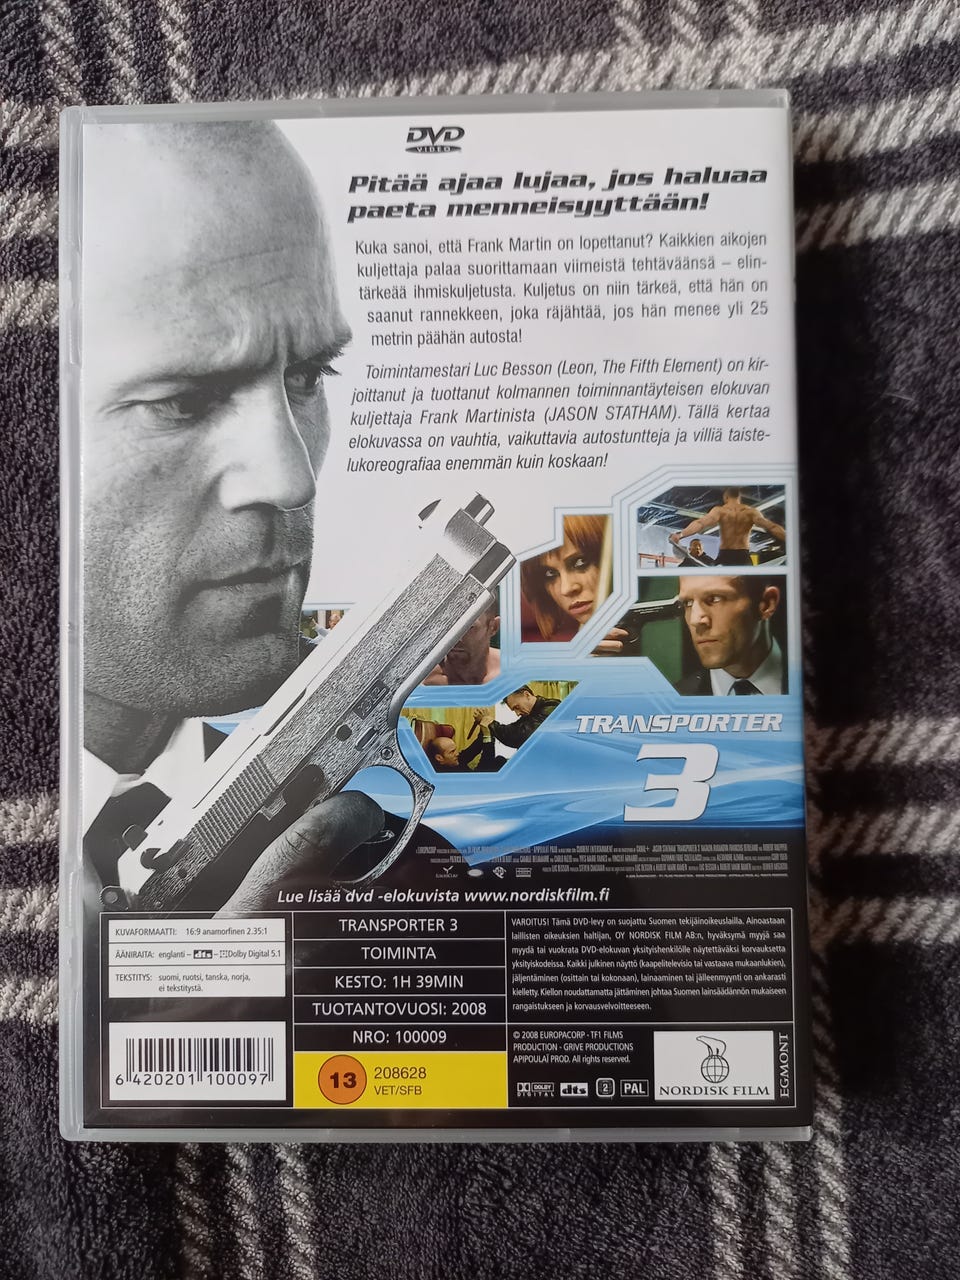 DVD
VIDEO
Pitää ajaa lujaa, jos haluaa
paeta menneisyyttään!
Kuka sanoi, että Frank Martin on lopettanut? Kaikkien aikojen
kuljettaja palaa suorittamaan viimeistä tehtäväänsä – elin-
tärkeää ihmiskuljetusta. Kuljetus on niin tärkeä, että hän on
saanut rannekkeen, joka räjähtää, jos hän menee yli 25
metrin päähän autosta!
Toimintamestari Luc Besson (Leon, The Fifth Element) on kir-
joittanut ja tuottanut kolmannen toiminnantäyteisen elokuvan
kuljettaja Frank Martinista (JASON STATHAM). Tällä kertaa
elokuvassa on vauhtia, vaikuttavia autostuntteja ja villiä taiste-
lukoreografiaa enemmän kuin koskaan!
TRANSPORTER
3
Lue lisää dvd -elokuvista www.nordiskfilm.fi
KUVAFORMAATTI: 16:9 anamorfinen 2.35:1
ÄÄNIRAITA: englanti – dts – Dolby Digital 5.1
TEKSTITYS: suomi, ruotsi, tanska, norja,
ei tekstitystä.
6 420201 100097
TRANSPORTER 3
TOIMINTA
KESTO: 1H 39MIN
TUOTANTOVUOSI: 2008
NRO: 100009
13 208628
VET/SFB
VAROITUS! Tämä DVD-levy on suojattu Suomen tekijäinoikeuslailla. Ainoastaan
laillisten oikeuksien haltijan, OY NORDISK FILM AB:n, hyväksymä myyjä saa
myydä tai vuokrata DVD-elokuvan yksityishenkilölle näytettäväksi korvauksetta
yksityiskodeissa. Kaikki julkinen näyttö (kaapelitelevisio tai vastaava mukaanlukien),
jäljentäminen (osittain tai kokonaan), lainaaminen tai jälleenmyynti on ankarasti
kielletty. Kiellon noudattamatta jättäminen johtaa Suomen lainsäädännön mukaiseen
rangaistukseen ja korvausvelvoitteeseen.
© 2008 EUROPACORP - TF1 FILMS
PRODUCTION - GRIVE PRODUCTIONS
APIPOULAÏ PROD. All rights reserved.
DOLBY
DIGITAL
dts
2
PAL
NORDISK FILM
EGMONT